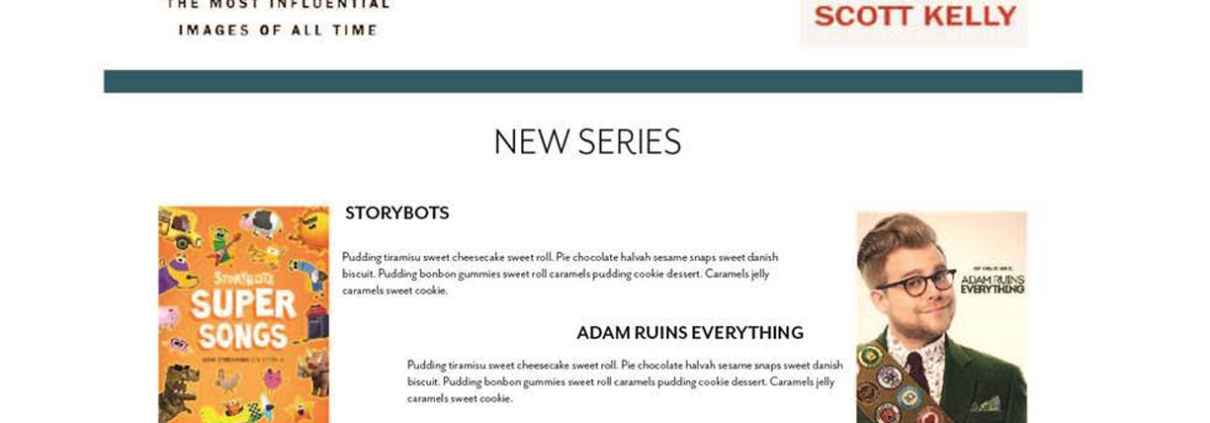 THE MOST INFLUENTIAL
IMAGES OF ALL TIME
SCOTT KELLY
NEW SERIES
STORYBOTS
Pudding tiramisu sweet cheesecake sweet roll. Pie chocolate halvah sesame snaps sweet danish
biscuit. Pudding bonbon gummies sweet roll caramels pudding cookie dessert. Caramels jelly
caramels sweet cookie.
STORYBOTS
SUPER
SONGS
ADAM RUINS EVERYTHING
Pudding tiramisu sweet cheesecake sweet roll. Pie chocolate halvah sesame snaps sweet danish
biscuit. Pudding bonbon gummies sweet roll caramels pudding cookie dessert. Caramels jelly
caramels sweet cookie.
ADAM RUINS
EVERYTHING